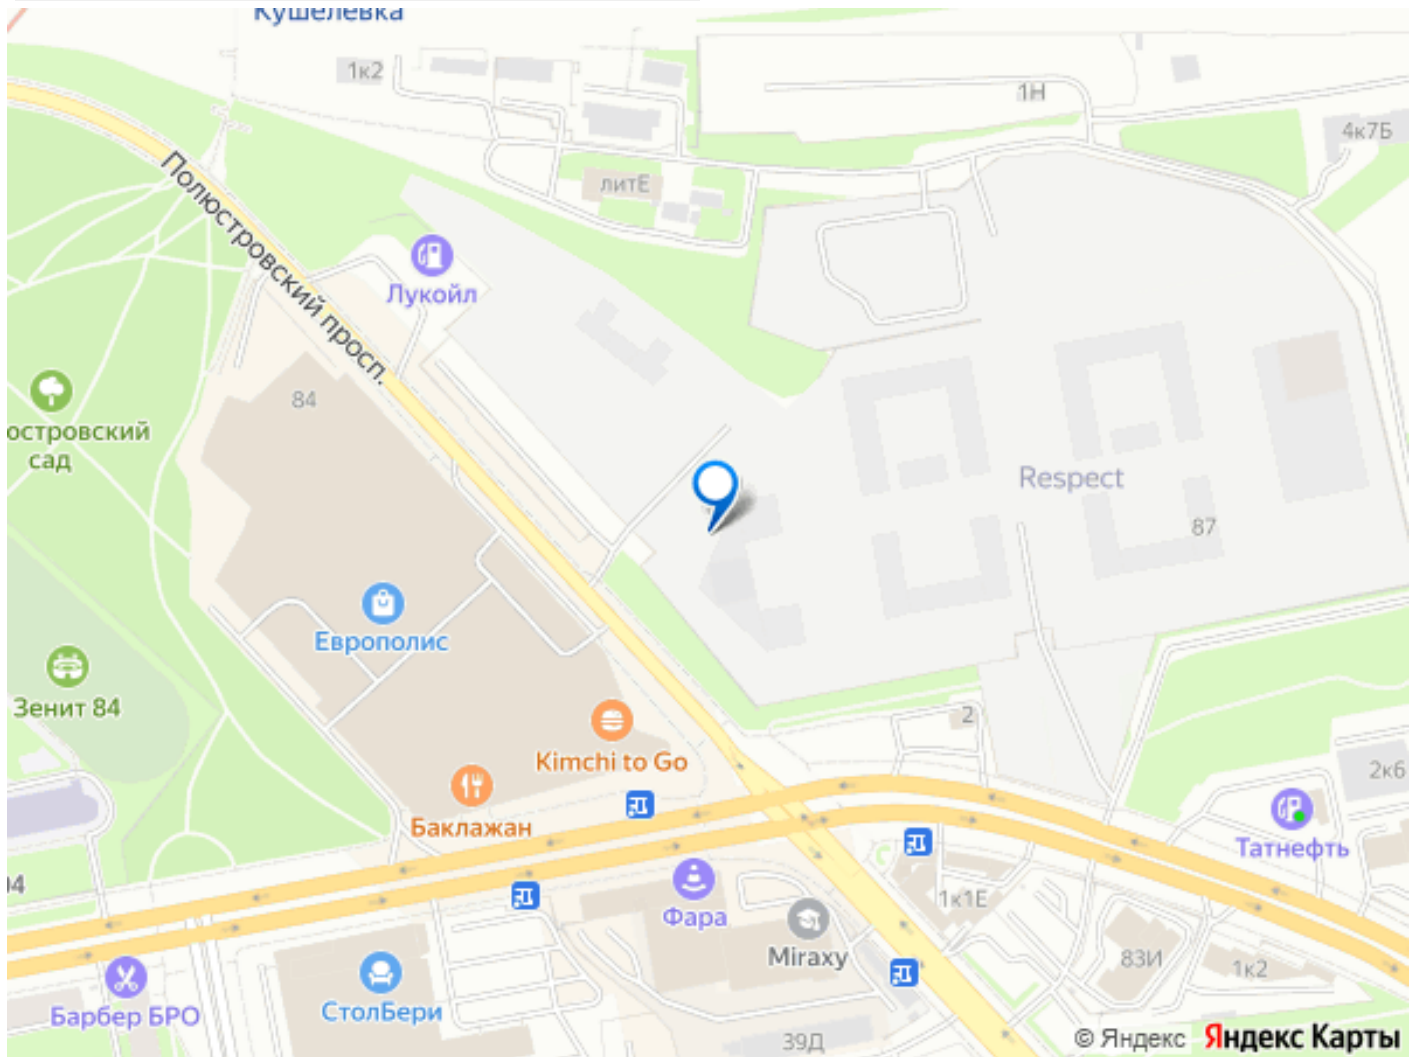 Кушелевка
1к2
1Н
4к7Б
Полюстровский просп.
литЕ
Лукойл
84
островский
сад
Respect
87
Европолис
Зенит 84
2
Kimchi to Go
2к6
Баклажан
Татнефть
04
1к1Е
Фара
Miraxy
83И
1к2
СтолБери
Барбер БРО
39Д
© Яндекс Яндекс Карты